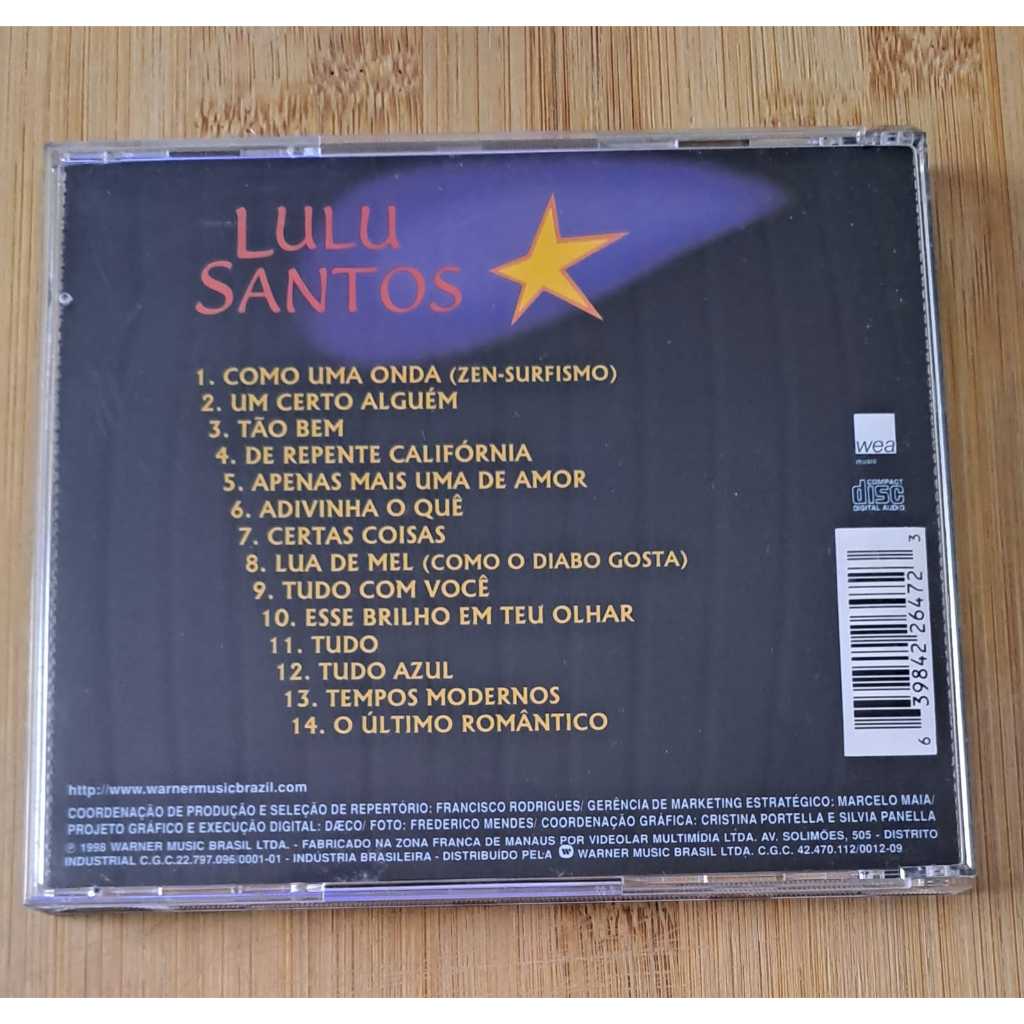 LULU
SANTOS
1. COMO UMA ONDA (ZEN-SURFISMO)
2. UM CERTO ALGUÉM
3. TÃO BEM
4. DE REPENTE CALIFÓRNIA
5. APENAS MAIS UMA DE AMOR
6. ADIVINHA O QUÊ
7. CERTAS COISAS
8. LUA DE MEL (COMO O DIABO GOSTA)
9. TUDO COM VOCÊ
10. ESSE BRILHO EM TEU OLHAR
11. TUDO
12. TUDO AZUL
13. TEMPOS MODERNOS
14. O ÚLTIMO ROMÂNTICO
wea
music
COMPACT
disc
DIGITAL AUDIO
6 39842 26472 3
http://www.warnermusicbrazil.com
COORDENAÇÃO DE PRODUÇÃO E SELEÇÃO DE REPERTÓRIO: FRANCISCO RODRIGUES/ GERÊNCIA DE MARKETING ESTRATÉGICO: MARCELO MAIA/
PROJETO GRÁFICO E EXECUÇÃO DIGITAL: DÆCO/ FOTO: FREDERICO MENDES/ COORDENAÇÃO GRÁFICA: CRISTINA PORTELLA E SILVIA PANELLA
℗ 1998 WARNER MUSIC BRASIL LTDA. - FABRICADO NA ZONA FRANCA DE MANAUS POR VIDEOLAR MULTIMÍDIA LTDA. AV. SOLIMÕES, 505 - DISTRITO
INDUSTRIAL C.G.C.22.797.096/0001-01 - INDÚSTRIA BRASILEIRA - DISTRIBUÍDO PELA WARNER MUSIC BRASIL LTDA. C.G.C. 42.470.112/0012-09